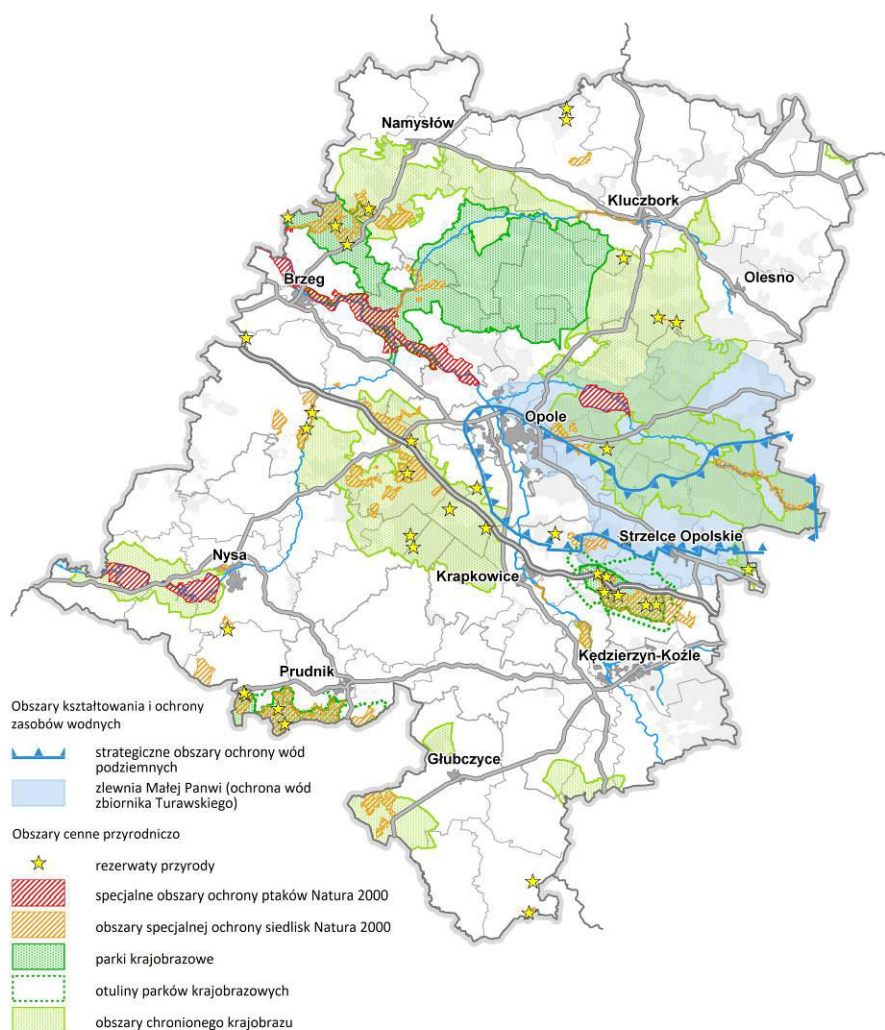 Namysłów
Kluczbork
Brzeg
Olesno
Opole
Strzelce Opolskie
Nysa
Krapkowice
Kędzierzyn-Koźle
Prudnik
Głubczyce
Obszary kształtowania i ochrony
zasobów wodnych
strategiczne obszary ochrony wód
podziemnych
zlewnia Małej Panwi (ochrona wód
zbiornika Turawskiego)
Obszary cenne przyrodniczo
rezerwaty przyrody
specjalne obszary ochrony ptaków Natura 2000
obszary specjalnej ochrony siedlisk Natura 2000
parki krajobrazowe
otuliny parków krajobrazowych
obszary chronionego krajobrazu